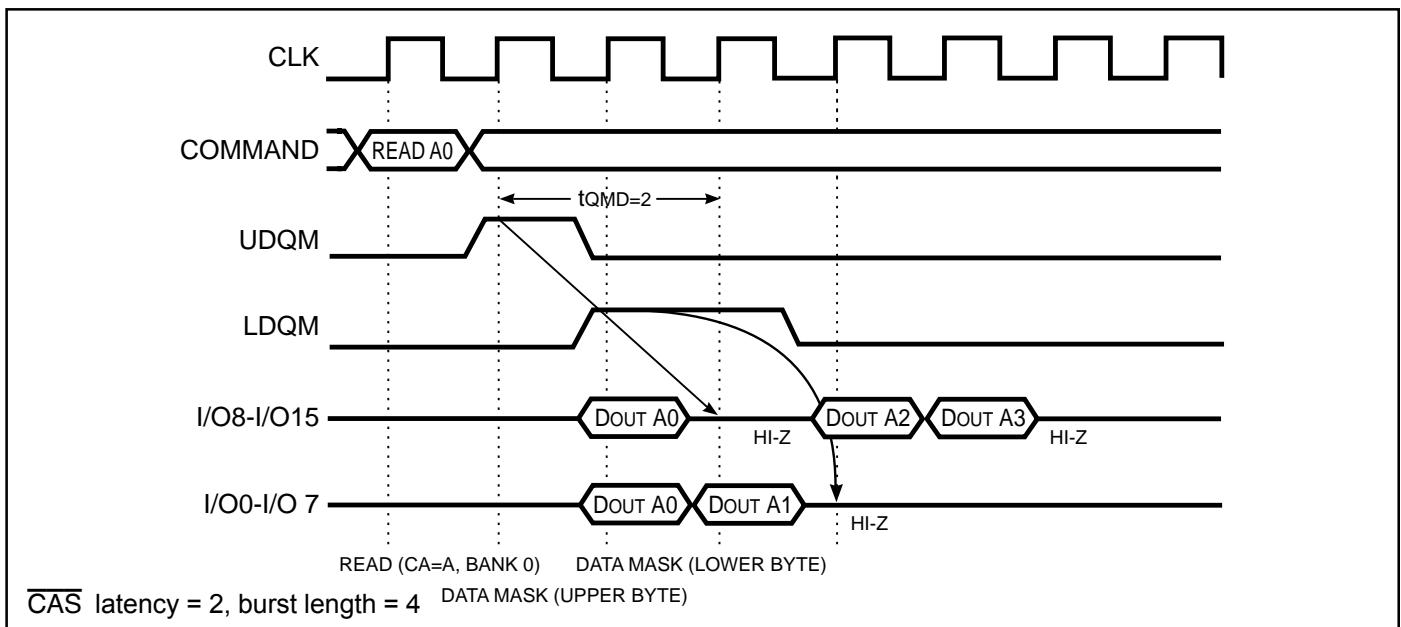 CLK
COMMAND
READ A0
tQMD=2
UDQM
LDQM
I/O8-I/O15
DOUT A0
HI-Z
DOUT A2
DOUT A3
HI-Z
I/O0-I/O 7
DOUT A0
DOUT A1
HI-Z
READ (CA=A, BANK 0)
DATA MASK (LOWER BYTE)
DATA MASK (UPPER BYTE)
CAS latency = 2, burst length = 4